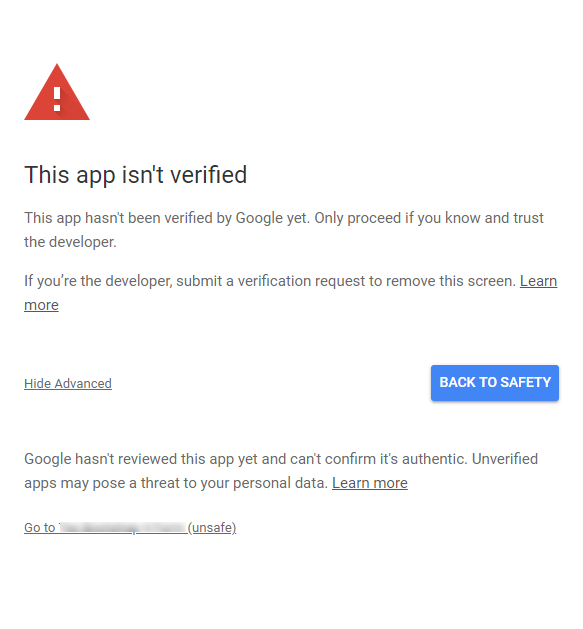 This app isn't verified
This app hasn't been verified by Google yet. Only proceed if you know and trust
the developer.
If you’re the developer, submit a verification request to remove this screen. Learn
more
Hide Advanced
BACK TO SAFETY
Google hasn't reviewed this app yet and can't confirm it's authentic. Unverified
apps may pose a threat to your personal data. Learn more
Go to (unsafe)